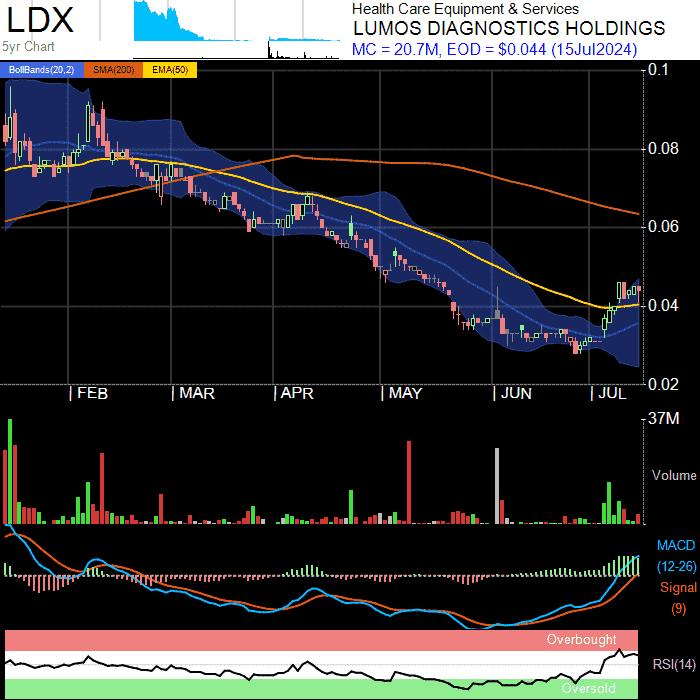 LDX
5yr Chart
Health Care Equipment & Services
LUMOS DIAGNOSTICS HOLDINGS
MC = 20.7M, EOD = $0.044 (15Jul2024)
BollBands(20,2) SMA(200) EMA(50)
0.1
0.08
0.06
0.04
0.02
FEB MAR APR MAY JUN JUL
37M
Volume
MACD
(12-26)
Signal
(9)
Overbought
RSI(14)
Oversold